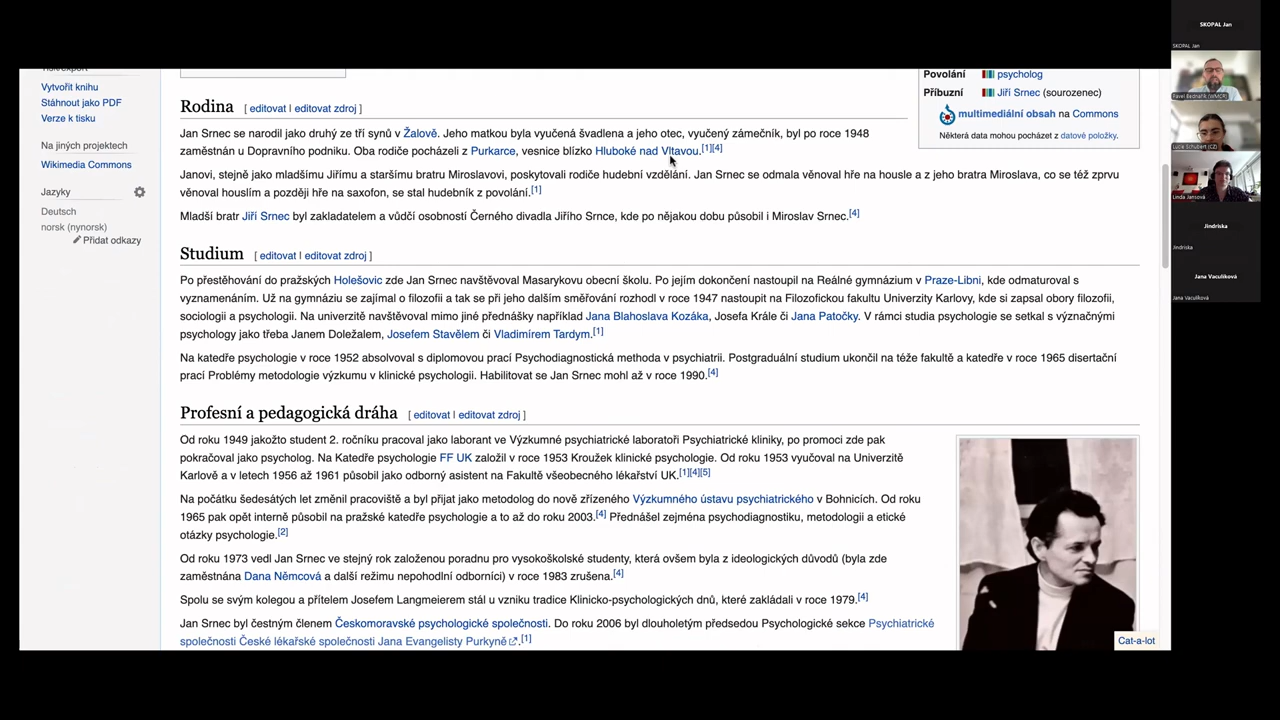 Vytvořit knihu
Stáhnout jako PDF
Verze k tisku
Na jiných projektech
Wikimedia Commons
Jazyky
Deutsch
norsk (nynorsk)
Přidat odkazy
Povolání psycholog
Příbuzní Jiří Srnec (sourozenec)
multimediální obsah na Commons
Některá data mohou pocházet z datové položky.
Rodina [ editovat | editovat zdroj ]
Jan Srnec se narodil jako druhý ze tří synů v Žalově. Jeho matkou byla vyučená švadlena a jeho otec, vyučený zámečník, byl po roce 1948
zaměstnán u Dopravního podniku. Oba rodiče pocházeli z Purkarce, vesnice blízko Hluboké nad Vltavou.[1][4]
Janovi, stejně jako mladšímu Jiřímu a staršímu bratru Miroslavovi, poskytovali rodiče hudební vzdělání. Jan Srnec se odmala věnoval hře na housle a z jeho bratra Miroslava, co se též zprvu
věnoval houslím a později hře na saxofon, se stal hudebník z povolání.[1]
Mladší bratr Jiří Srnec byl zakladatelem a vůdčí osobností Černého divadla Jiřího Srnce, kde po nějakou dobu působil i Miroslav Srnec.[4]
Studium [ editovat | editovat zdroj ]
Po přestěhování do pražských Holešovic zde Jan Srnec navštěvoval Masarykovu obecní školu. Po jejím dokončení nastoupil na Reálné gymnázium v Praze-Libni, kde odmaturoval s
vyznamenáním. Už na gymnáziu se zajímal o filozofii a tak se při jeho dalším směřování rozhodl v roce 1947 nastoupit na Filozofickou fakultu Univerzity Karlovy, kde si zapsal obory filozofii,
sociologii a psychologii. Na univerzitě navštěvoval mimo jiné přednášky například Jana Blahoslava Kozáka, Josefa Krále či Jana Patočky. V rámci studia psychologie se setkal s význačnými
psychology jako třeba Janem Doležalem, Josefem Stavělem či Vladimírem Tardym.[1]
Na katedře psychologie v roce 1952 absolvoval s diplomovou prací Psychodiagnostická methoda v psychiatrii. Postgraduální studium ukončil na téže fakultě a katedře v roce 1965 disertační
prací Problémy metodologie výzkumu v klinické psychologii. Habilitovat se Jan Srnec mohl až v roce 1990.[4]
Profesní a pedagogická dráha [ editovat | editovat zdroj ]
Od roku 1949 jakožto student 2. ročníku pracoval jako laborant ve Výzkumné psychiatrické laboratoři Psychiatrické kliniky, po promoci zde pak
pokračoval jako psycholog. Na Katedře psychologie FF UK založil v roce 1953 Kroužek klinické psychologie. Od roku 1953 vyučoval na Univerzitě
Karlově a v letech 1956 až 1961 působil jako odborný asistent na Fakultě všeobecného lékařství UK.[1][4][5]
Na počátku šedesátých let změnil pracoviště a byl přijat jako metodolog do nově zřízeného Výzkumného ústavu psychiatrického v Bohnicích. Od roku
1965 pak opět interně působil na pražské katedře psychologie a to až do roku 2003.[4] Přednášel zejména psychodiagnostiku, metodologii a etické
otázky psychologie.[2]
Od roku 1973 vedl Jan Srnec ve stejný rok založenou poradnu pro vysokoškolské studenty, která ovšem byla z ideologických důvodů (byla zde
zaměstnána Dana Němcová a další režimu nepohodlní odborníci) v roce 1983 zrušena.[4]
Spolu se svým kolegou a přítelem Josefem Langmeierem stál u vzniku tradice Klinicko-psychologických dnů, které zakládali v roce 1979.[4]
Jan Srnec byl čestným členem Českomoravské psychologické společnosti. Do roku 2006 byl dlouholetým předsedou Psychologické sekce Psychiatrické
společnosti České lékařské společnosti Jana Evangelisty Purkyně.[1]
Cat-a-lot
SKOPAL Jan
SKOPAL Jan
Pavel Bednařík (WMCR)
Lucie Schubert (CZ)
Linda Jansová
Jindriska
Jindriska
Jana Vaculíková
Jana Vaculíková